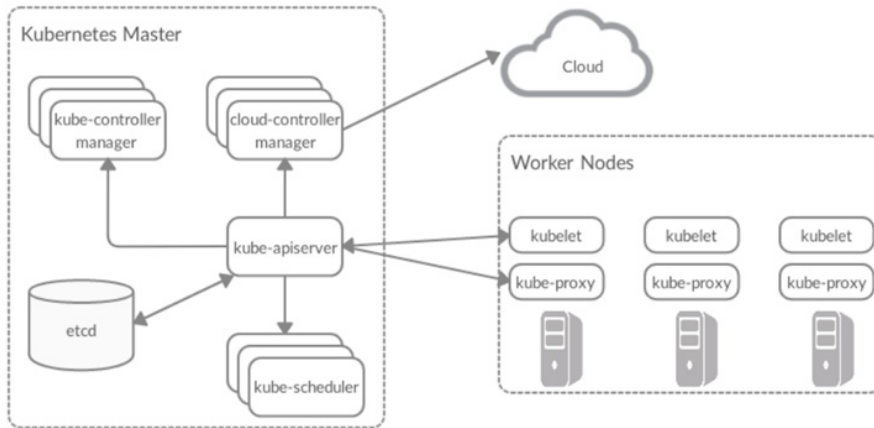 Kubernetes Master
kube-controller
manager
cloud-controller
manager
Cloud
Worker Nodes
kube-apiserver
kubelet
kubelet
kubelet
kube-proxy
kube-proxy
kube-proxy
etcd
kube-scheduler